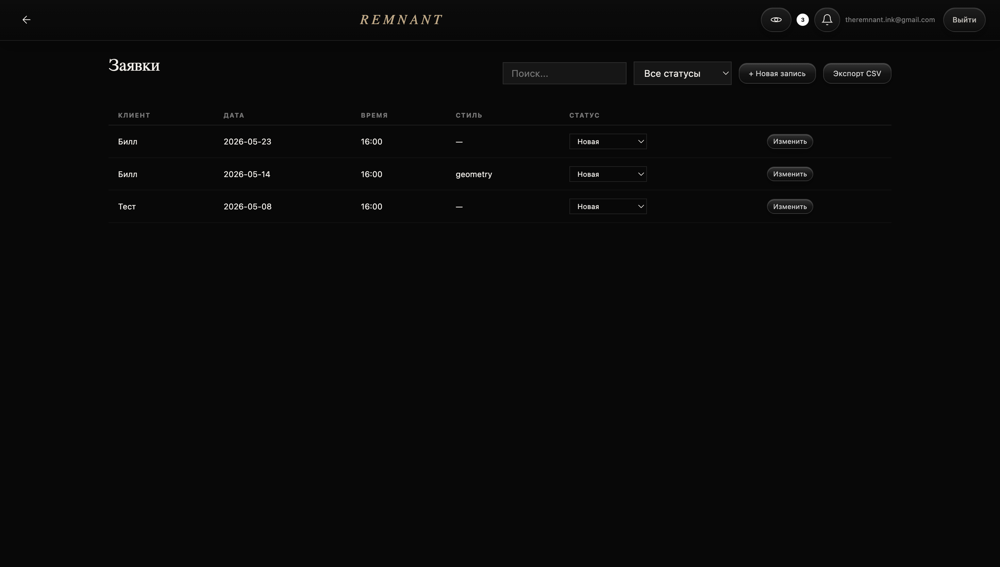 REMNANT
3
theremnant.ink@gmail.com
Выйти
Заявки
Поиск...
Все статусы
+ Новая запись
Экспорт CSV
КЛИЕНТ ДАТА ВРЕМЯ СТИЛЬ СТАТУС
Билл 2026-05-23 16:00 — Новая Изменить
Билл 2026-05-14 16:00 geometry Новая Изменить
Тест 2026-05-08 16:00 — Новая Изменить